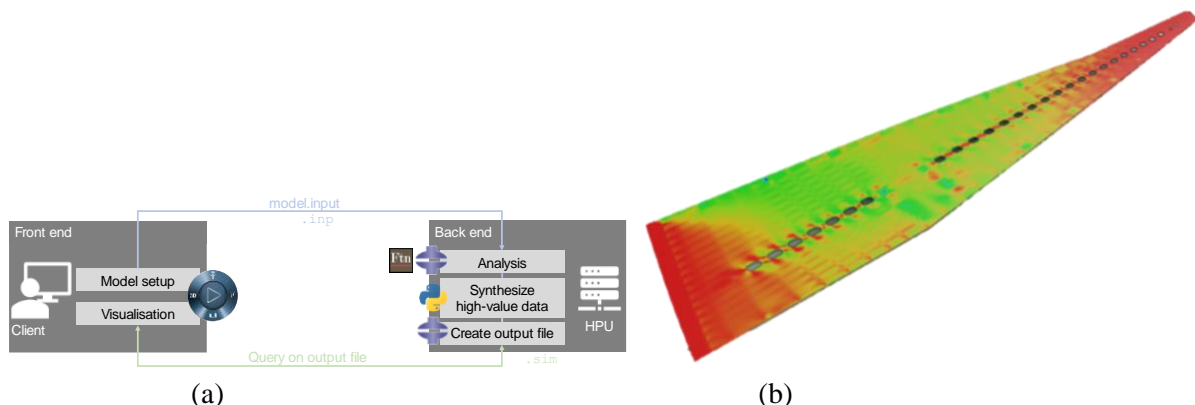 model.input
.inp
Front end
Back end
Ftn
Analysis
Model setup
Synthesize
high-value data
Visualisation
Client
HPU
Create output file
Query on output file
.sim
(a)
(b)